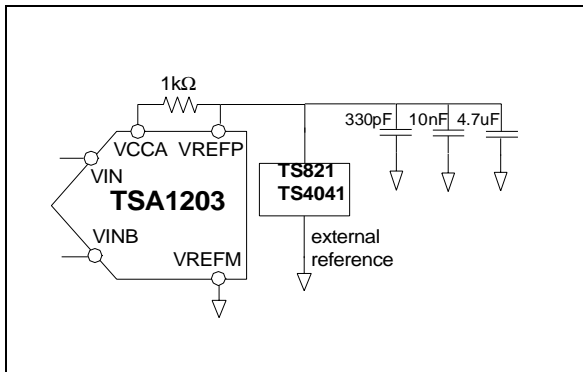 1kΩ
330pF 10nF 4.7uF
VCCA VREFP
VIN
TS821
TS4041
TSA1203
VINB
external
reference
VREFM